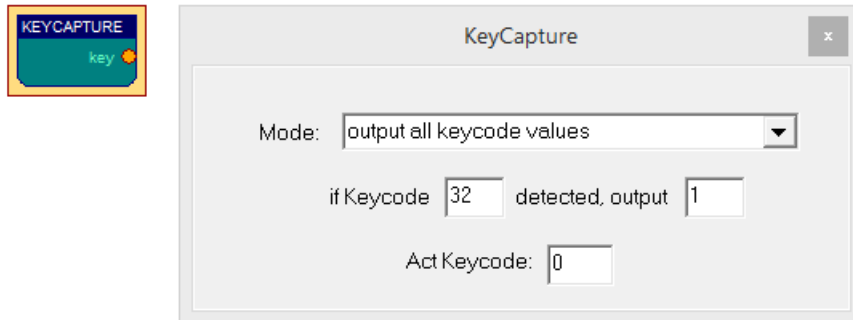 KEYCAPTURE
key
KeyCapture
x
Mode: output all keycode values
if Keycode 32 detected, output 1
Act Keycode: 0